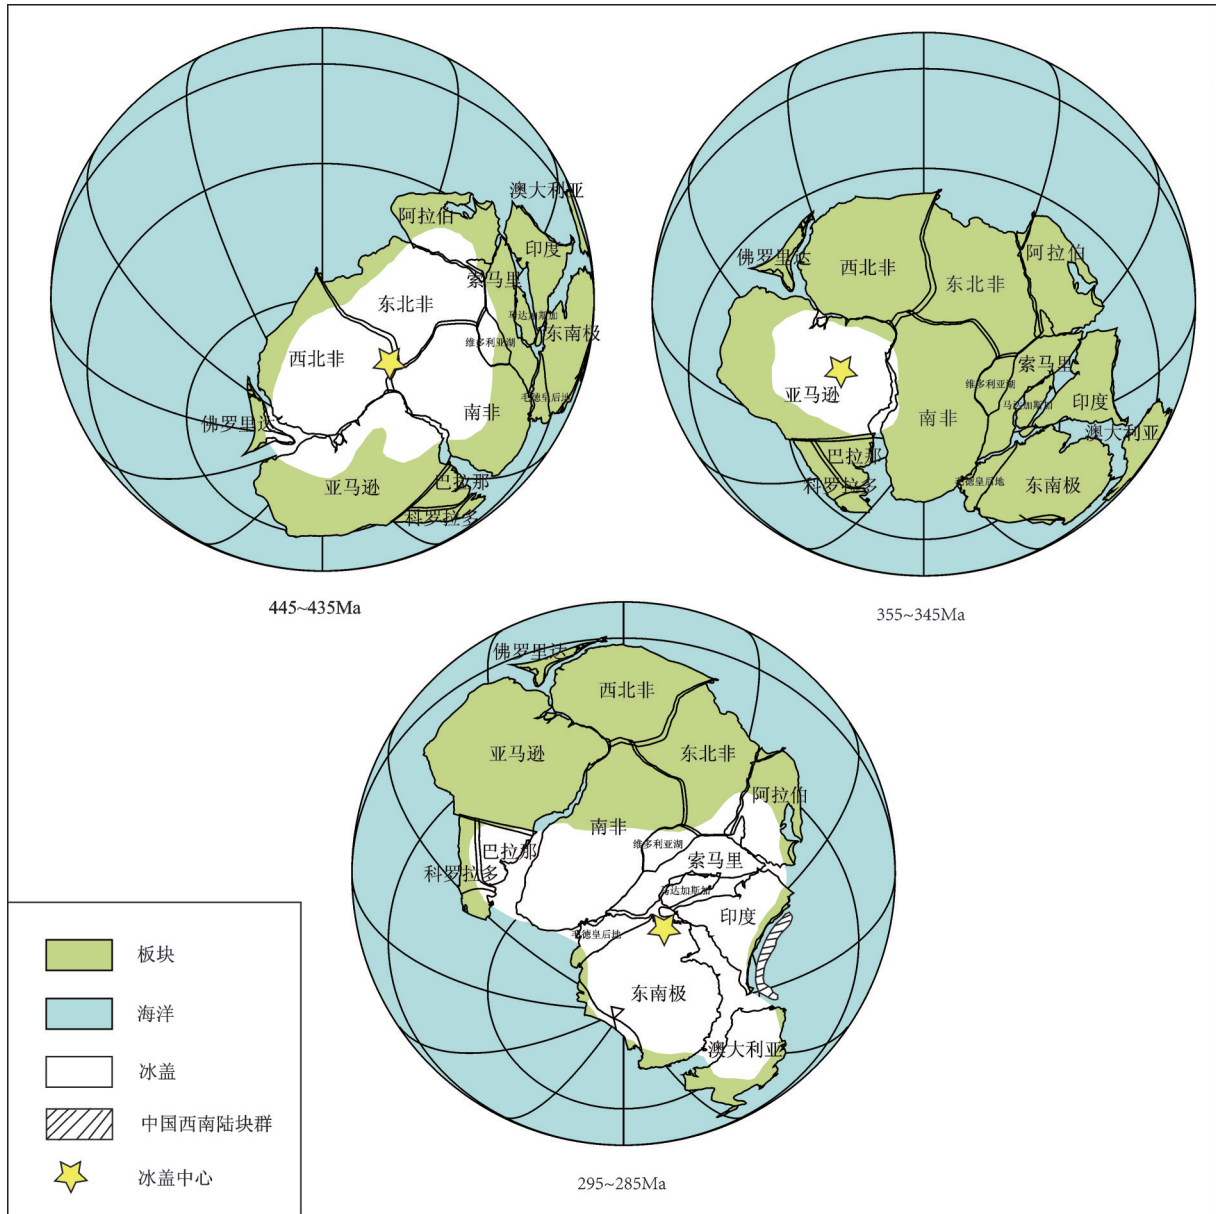 澳大利亚
阿拉伯
印度
索马里
东北非
马达加斯加
东南极
维多利亚湖
西北非
毛德皇后地
南非
佛罗里达
亚马逊
巴拉那
科罗拉多
445~435Ma
佛罗里达
西北非
东北非
阿拉伯
索马里
维多利亚湖
亚马逊
马达加斯加
印度
南非
澳大利亚
巴拉那
毛德皇后地
科罗拉多
东南极
355~345Ma
佛罗里达
西北非
亚马逊
东北非
阿拉伯
南非
维多利亚湖
巴拉那
索马里
科罗拉多
马达加斯加
印度
毛德皇后地
东南极
澳大利亚
295~285Ma
板块
海洋
冰盖
中国西南陆块群
冰盖中心